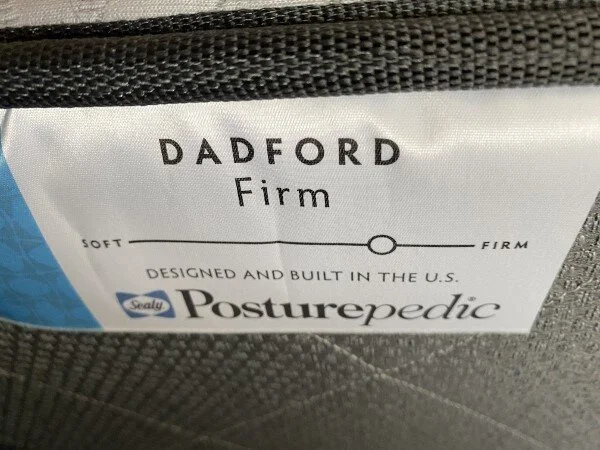 DADFORD
Firm
SOFT FIRM
DESIGNED AND BUILT IN THE U.S.
Sealy Posturepedic®